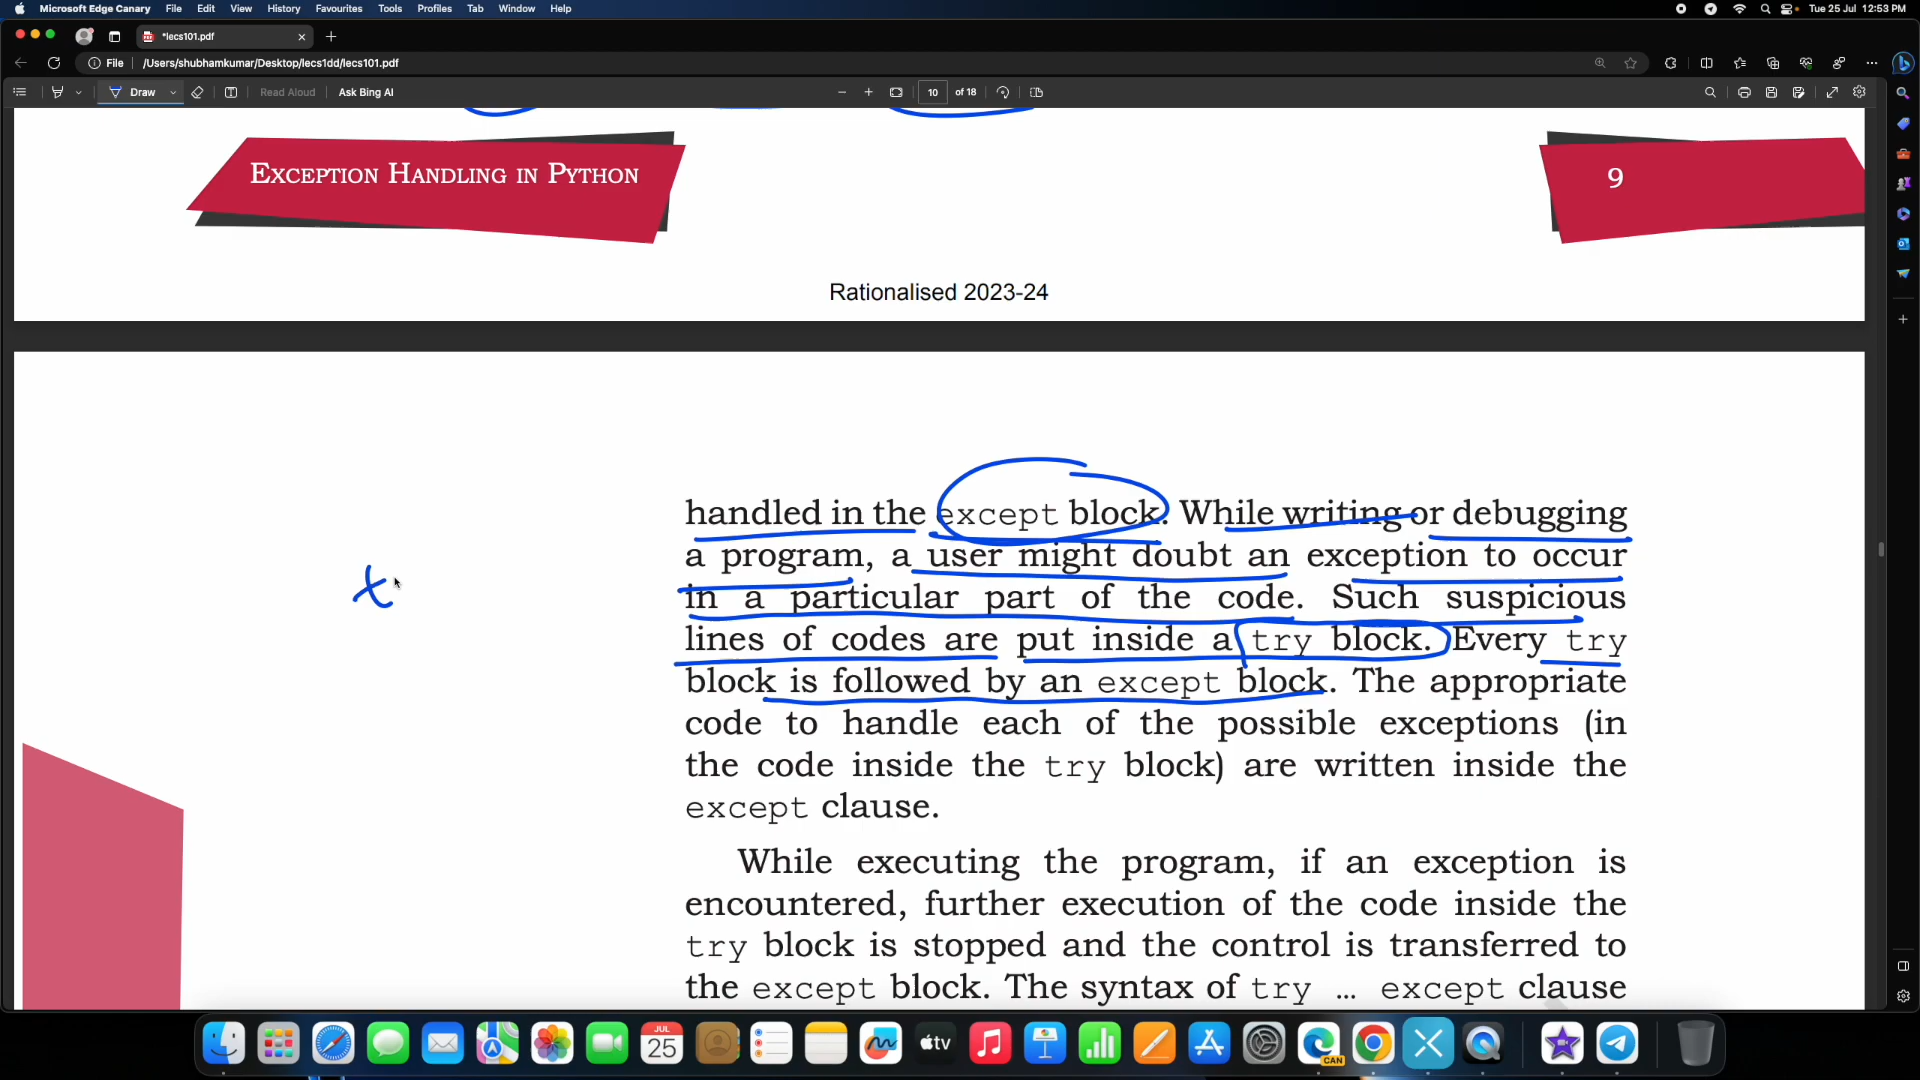 Microsoft Edge Canary File Edit View History Favourites Tools Profiles Tab Window Help Tue 25 Jul 12:53 PM
*lecs101.pdf
File /Users/shubhamkumar/Desktop/lecs1dd/lecs101.pdf
Draw Read Aloud Ask Bing AI 10 of 18
EXCEPTION HANDLING IN PYTHON 9
Rationalised 2023-24
handled in the except block. While writing or debugging
a program, a user might doubt an exception to occur
in a particular part of the code. Such suspicious
lines of codes are put inside a try block. Every try
block is followed by an except block. The appropriate
code to handle each of the possible exceptions (in
the code inside the try block) are written inside the
except clause.
t
While executing the program, if an exception is
encountered, further execution of the code inside the
try block is stopped and the control is transferred to
the except block. The syntax of try … except clause
JUL
25
tv
CAN